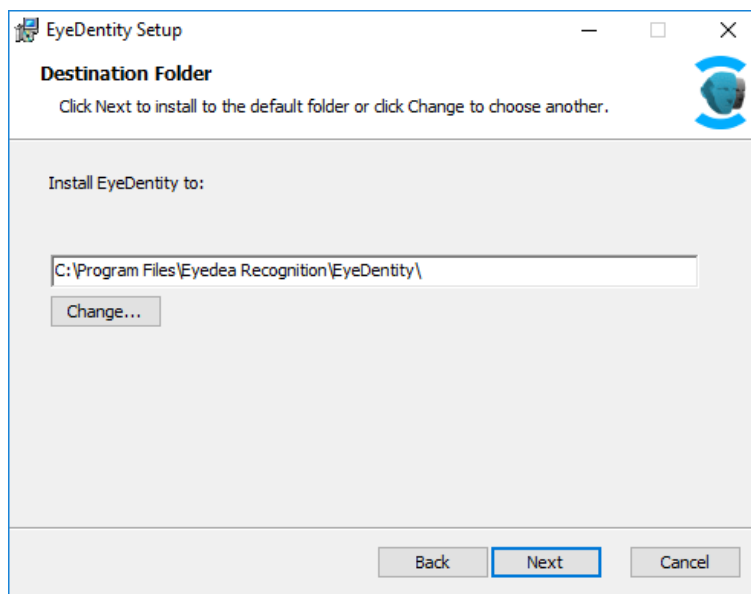 EyeDentity Setup
Destination Folder
Click Next to install to the default folder or click Change to choose another.
Install EyeDentity to:
C:\Program Files\Eyedea Recognition\EyeDentity\
Change...
Back Next Cancel